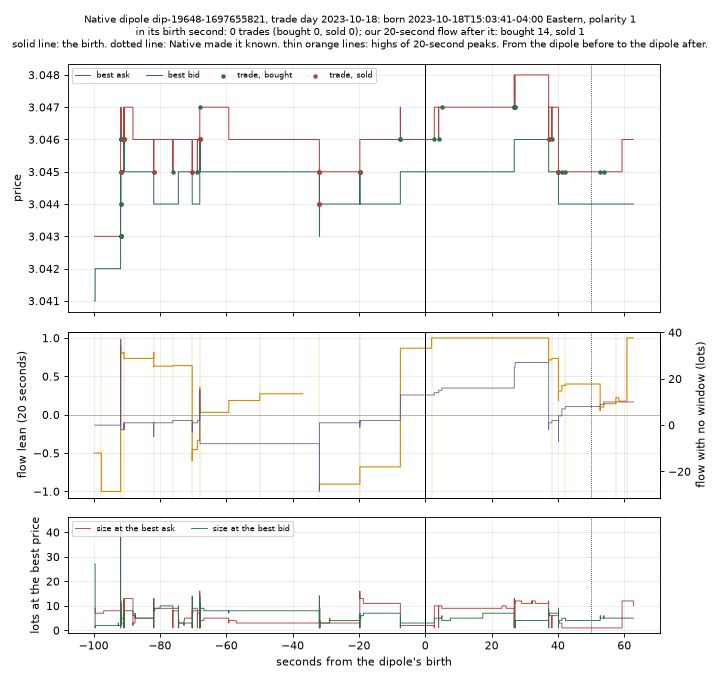 Native dipole dip-19648-1697655821, trade day 2023-10-18: born 2023-10-18T15:03:41-04:00 Eastern, polarity 1
in its birth second: 0 trades (bought 0, sold 0); our 20-second flow after it: bought 14, sold 1
solid line: the birth. dotted line: Native made it known. thin orange lines: highs of 20-second peaks. From the dipole before to the dipole after.
best ask
best bid
trade, bought
trade, sold
3.048
3.047
3.046
3.045
3.044
3.043
3.042
3.041
price
1.0
0.5
0.0
−0.5
−1.0
flow lean (20 seconds)
40
20
0
−20
flow with no window (lots)
size at the best ask
size at the best bid
40
30
20
10
0
lots at the best price
−100
−80
−60
−40
−20
0
20
40
60
seconds from the dipole's birth